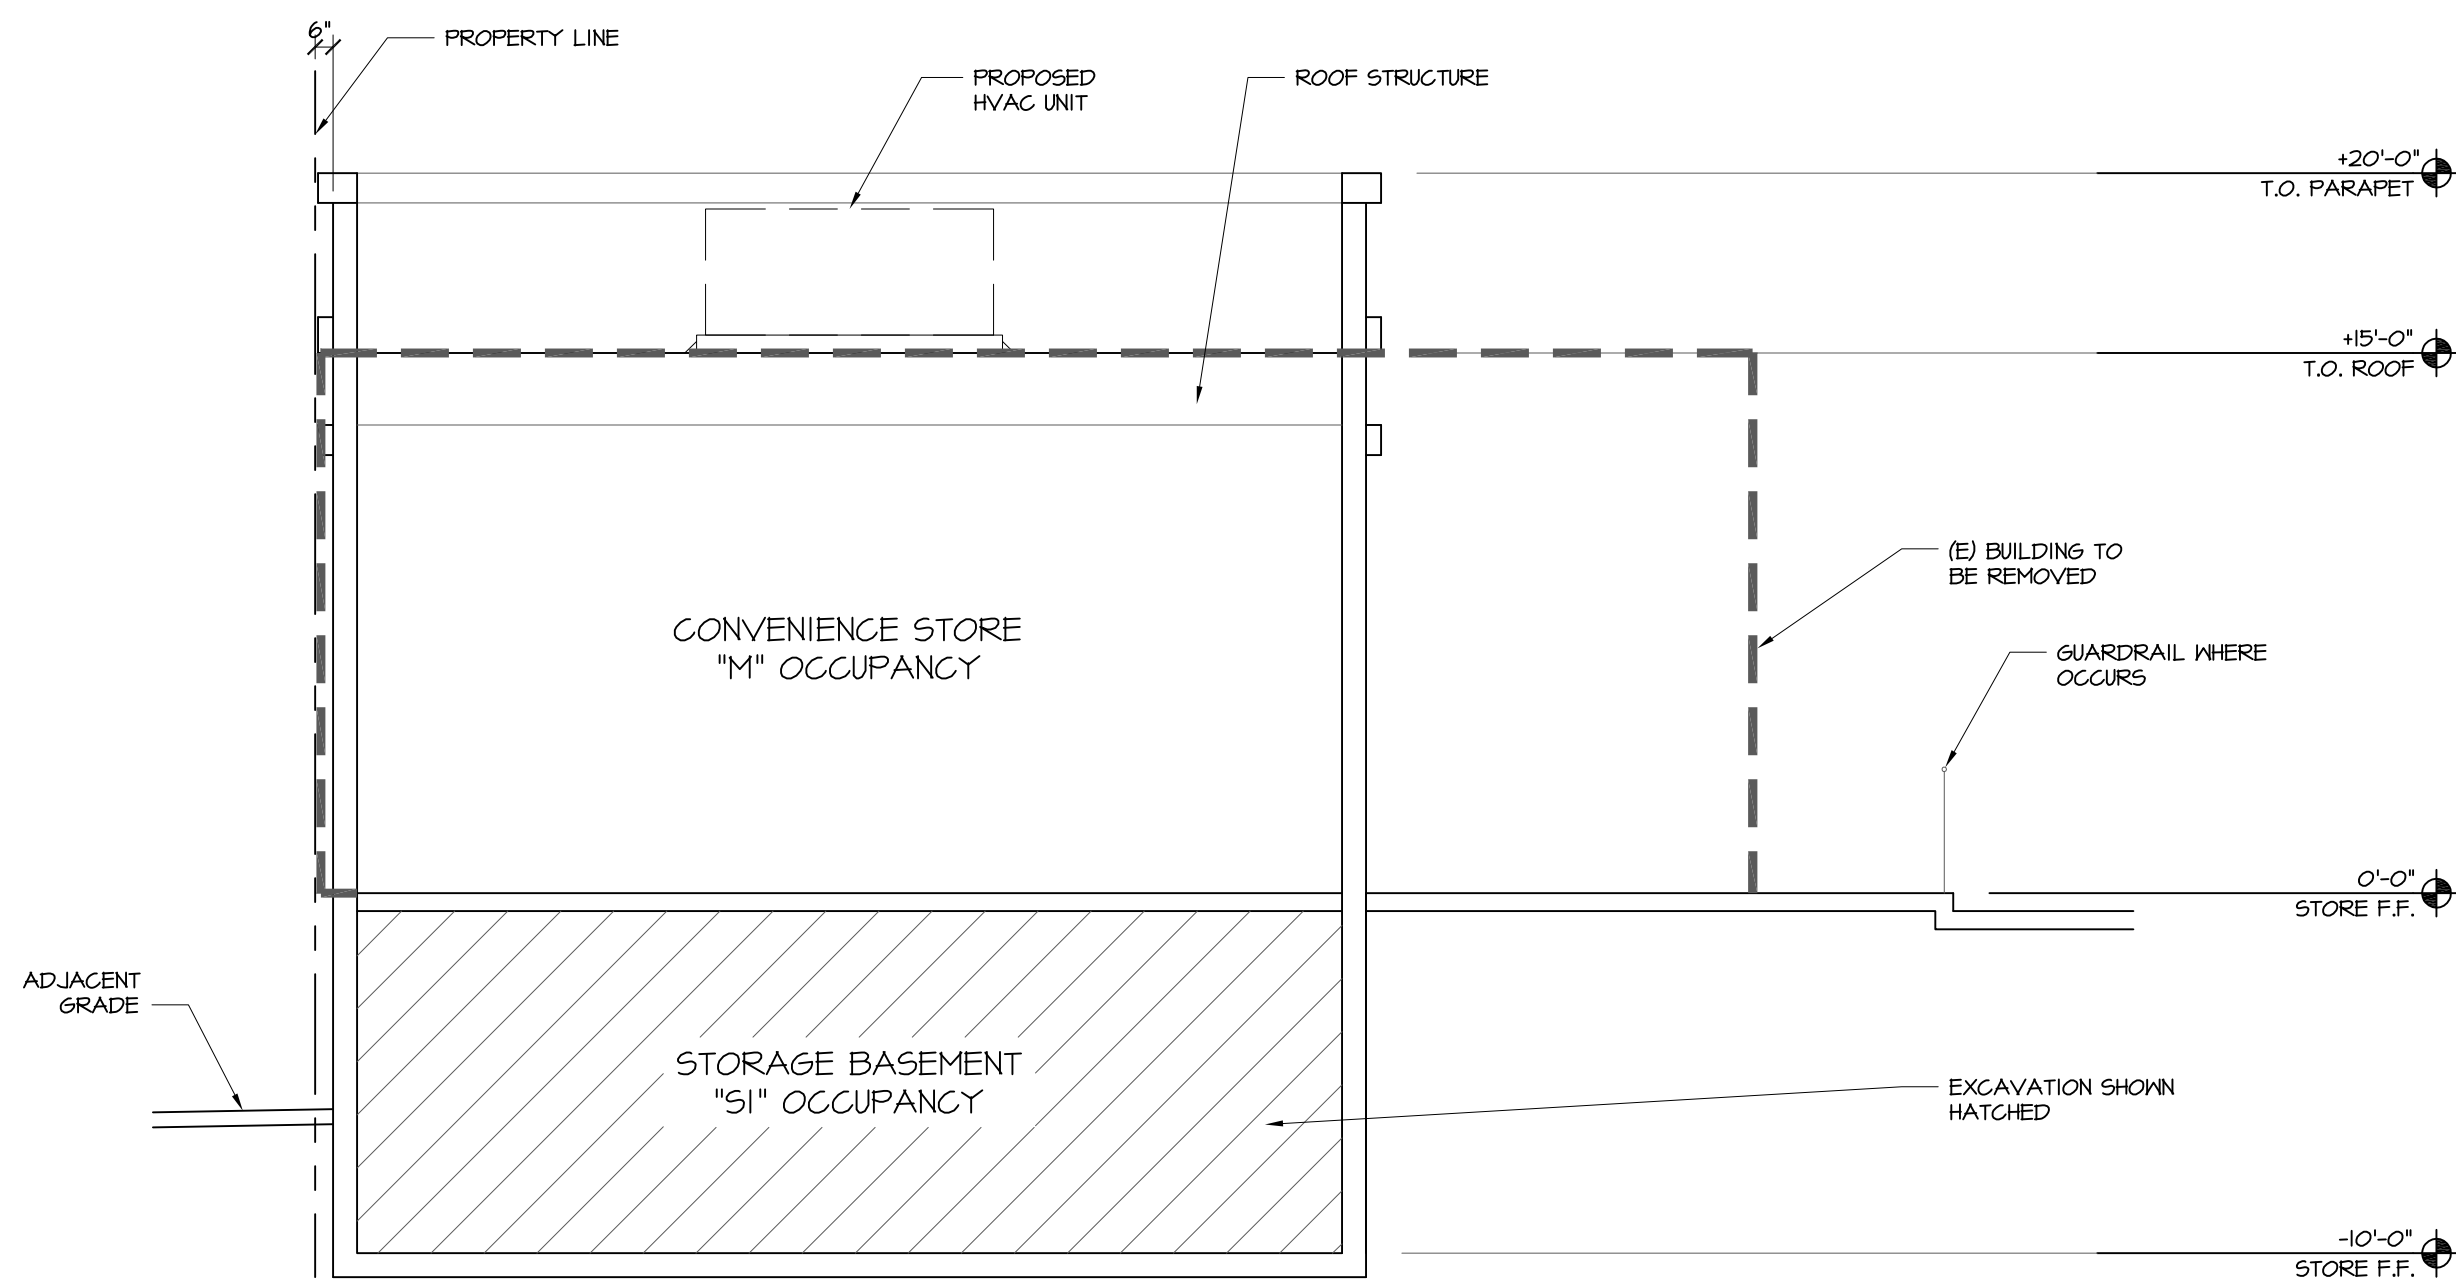 6"
PROPERTY LINE
PROPOSED
HVAC UNIT
ROOF STRUCTURE
+20'-0"
T.O. PARAPET
+15'-0"
T.O. ROOF
(E) BUILDING TO
BE REMOVED
CONVENIENCE STORE
"M" OCCUPANCY
GUARDRAIL WHERE
OCCURS
0'-0"
STORE F.F.
ADJACENT
GRADE
STORAGE BASEMENT
"S1" OCCUPANCY
EXCAVATION SHOWN
HATCHED
-10'-0"
STORE F.F.